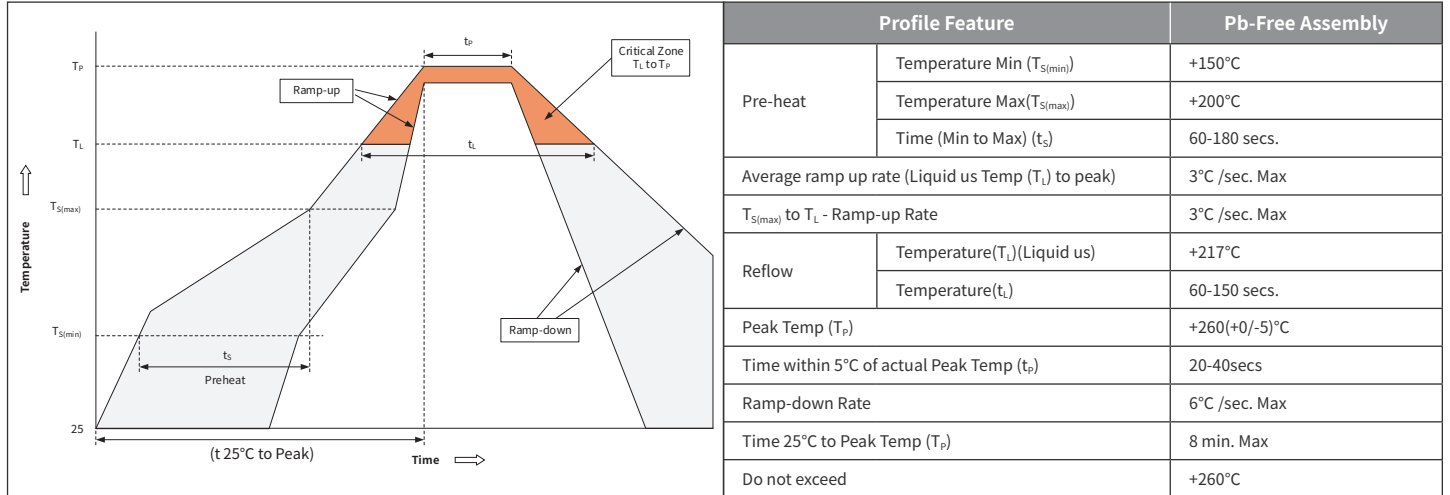 tP
Critical Zone
TL to TP
TP
Ramp-up
TL
tL
TS(max)
Temperature
TS(min)
Ramp-down
tS
Preheat
25
(t 25°C to Peak)
Time
Profile Feature Pb-Free Assembly
Pre-heat
Temperature Min (TS(min)) +150°C
Temperature Max(TS(max)) +200°C
Time (Min to Max) (tS) 60-180 secs.
Average ramp up rate (Liquid us Temp (TL) to peak) 3°C /sec. Max
TS(max) to TL - Ramp-up Rate 3°C /sec. Max
Reflow
Temperature(TL)(Liquid us) +217°C
Temperature(tL) 60-150 secs.
Peak Temp (TP) +260(+0/-5)°C
Time within 5°C of actual Peak Temp (tP) 20-40secs
Ramp-down Rate 6°C /sec. Max
Time 25°C to Peak Temp (TP) 8 min. Max
Do not exceed +260°C